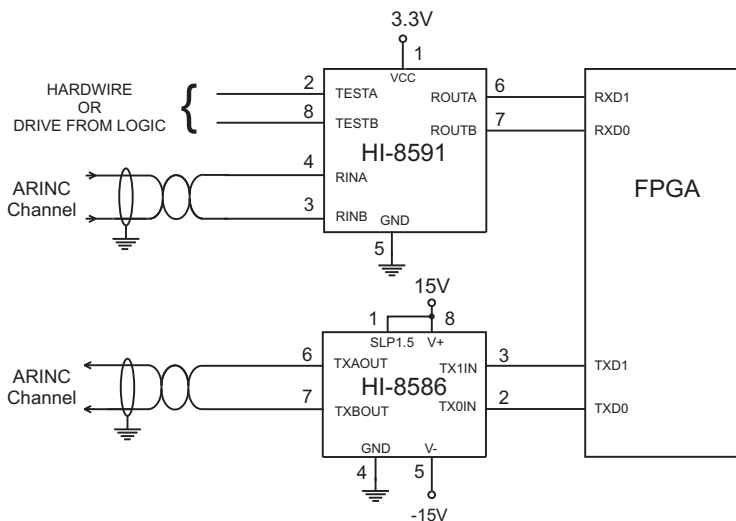 3.3V
1
VCC
HARDWIRE
OR
DRIVE FROM LOGIC
{
2
TESTA
8
TESTB
ROUTA
6
ROUTB
7
RXD1
RXD0
HI-8591
FPGA
ARINC
Channel
4
RINA
3
RINB
GND
5
15V
1
8
SLP1.5
V+
ARINC
Channel
6
TXAOUT
7
TXBOUT
HI-8586
TX1IN
3
TX0IN
2
TXD1
TXD0
GND
V-
4
5
-15V